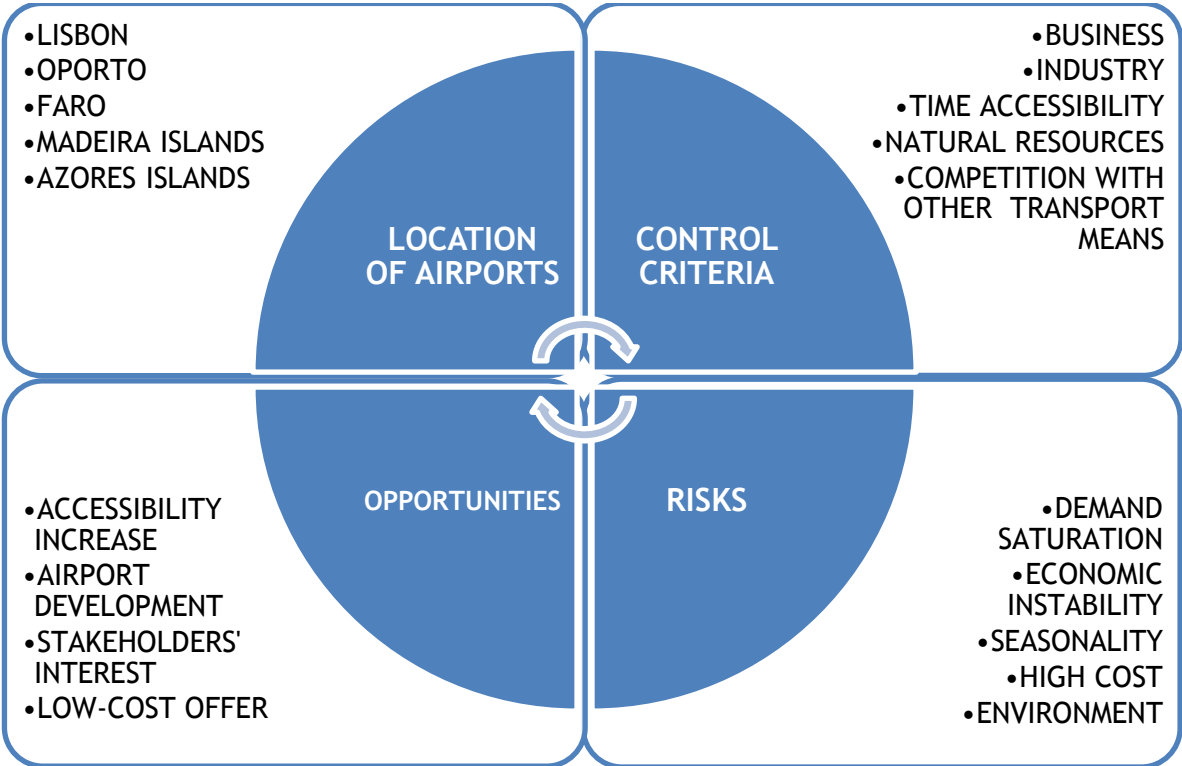 •LISBON
•OPORTO
•FARO
•MADEIRA ISLANDS
•AZORES ISLANDS
LOCATION
OF AIRPORTS
•BUSINESS
•INDUSTRY
•TIME ACCESSIBILITY
•NATURAL RESOURCES
•COMPETITION WITH
OTHER TRANSPORT
MEANS
CONTROL
CRITERIA
•ACCESSIBILITY
INCREASE
•AIRPORT
DEVELOPMENT
•STAKEHOLDERS'
INTEREST
•LOW-COST OFFER
OPPORTUNITIES
RISKS
•DEMAND
SATURATION
•ECONOMIC
INSTABILITY
•SEASONALITY
•HIGH COST
•ENVIRONMENT